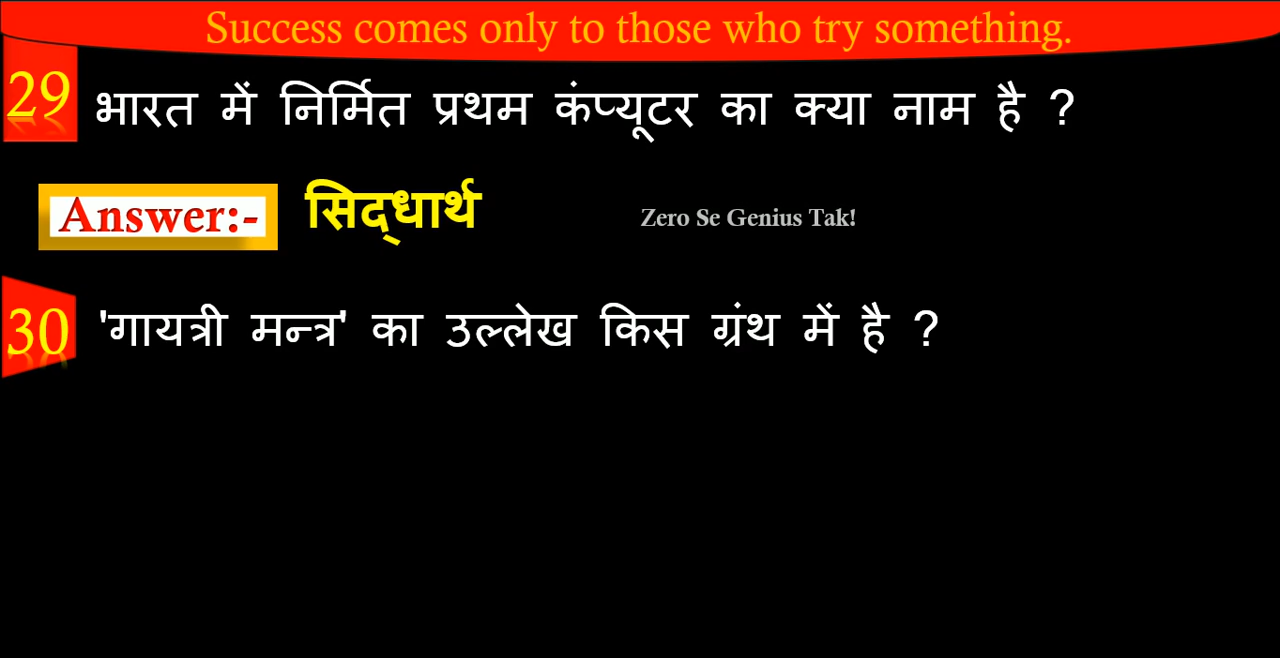 Success comes only to those who try something.
29 भारत में निर्मित प्रथम कंप्यूटर का क्या नाम है ?
Answer:- सिद्धार्थ Zero Se Genius Tak!
30 'गायत्री मन्त्र' का उल्लेख किस ग्रंथ में है ?